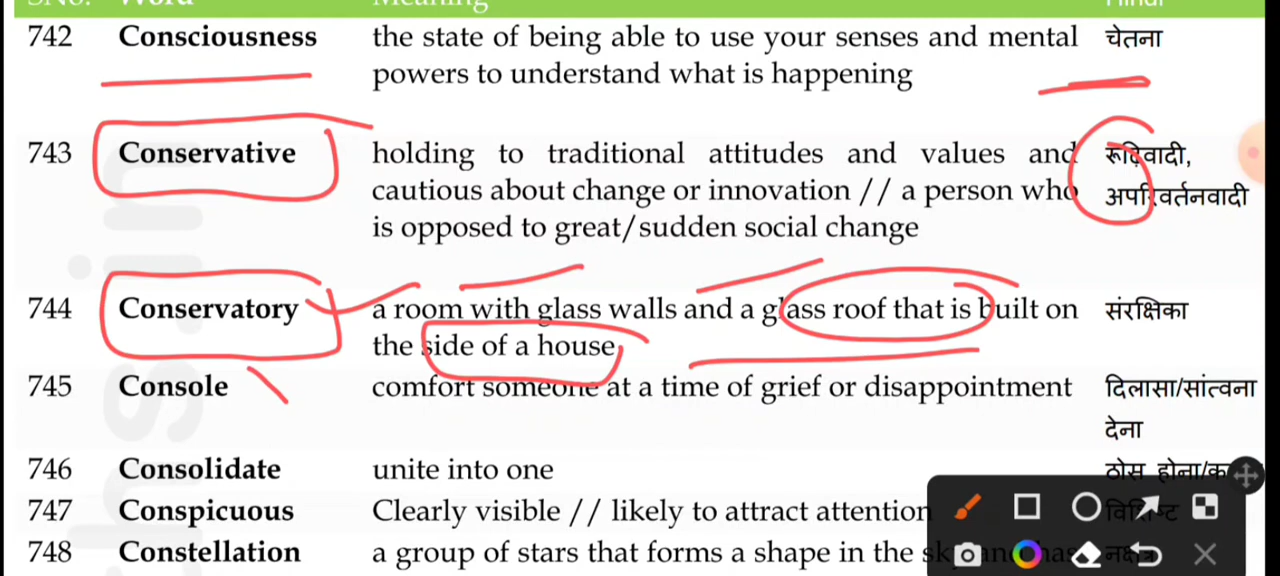 742 Consciousness the state of being able to use your senses and mental चेतना
powers to understand what is happening
743 Conservative holding to traditional attitudes and values and रूढ़िवादी,
cautious about change or innovation // a person who अपरिवर्तनवादी
is opposed to great/sudden social change
744 Conservatory a room with glass walls and a glass roof that is built on संरक्षिका
the side of a house
745 Console comfort someone at a time of grief or disappointment दिलासा/सांत्वना
देना
746 Consolidate unite into one ठोस होना/क
747 Conspicuous Clearly visible // likely to attract attention
748 Constellation a group of stars that forms a shape in the sky and has नक्षत्र